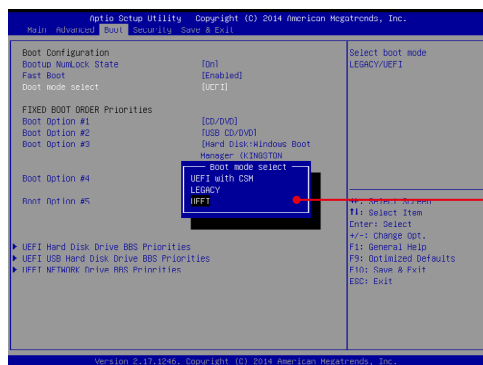 Aptio Setup Utility Copyright (C) 2014 American Megatrends, Inc.
Main Advanced Boot Security Save & Exit
Boot Configuration
Bootup NumLock State [On]
Fast Boot [Enabled]
Boot mode select [UEFI]
FIXED BOOT ORDER Priorities
Boot Option #1 [CD/DVD]
Boot Option #2 [USB CD/DVD]
Boot Option #3 [Hard Disk:Windows Boot
Manager (KINGSTON
Boot Option #4
Boot Option #5
Boot mode select
UEFI with CSM
LEGACY
UEFI
UEFI Hard Disk Drive BBS Priorities
UEFI USB Hard Disk Drive BBS Priorities
UEFI NETWORK Drive BBS Priorities
Select boot mode
LEGACY/UEFI
: Select Screen
↑↓: Select Item
Enter: Select
+/-: Change Opt.
F1: General Help
F9: Optimized Defaults
F10: Save & Exit
ESC: Exit
Version 2.17.1246. Copyright (C) 2014 American Megatrends, Inc.